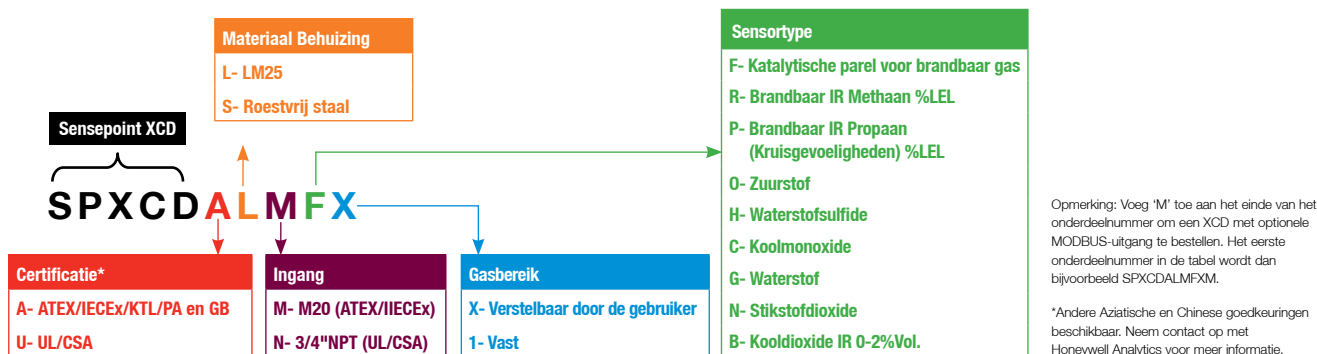 Materiaal Behuizing
L- LM25
S- Roestvrij staal
Sensortype
F- Katalytische parel voor brandbaar gas
R- Brandbaar IR Methaan %LEL
P- Brandbaar IR Propaan
(Kruisgevoeligheden) %LEL
O- Zuurstof
H- Waterstofsulfide
C- Koolmonoxide
G- Waterstof
N- Stikstofdioxide
B- Kooldioxide IR 0-2%Vol.
Sensepoint XCD
SPXCDALMFX
Certificatie*
A- ATEX/IECEx/KTL/PA en GB
U- UL/CSA
Ingang
M- M20 (ATEX/IIECEx)
N- 3/4"NPT (UL/CSA)
Gasbereik
X- Verstelbaar door de gebruiker
1- Vast
Opmerking: Voeg ‘M’ toe aan het einde van het
onderdeelnummer om een XCD met optionele
MODBUS-uitgang te bestellen. Het eerste
onderdeelnummer in de tabel wordt dan
bijvoorbeeld SPXCDALMFXM.
*Andere Aziatische en Chinese goedkeuringen
beschikbaar. Neem contact op met
Honeywell Analytics voor meer informatie.